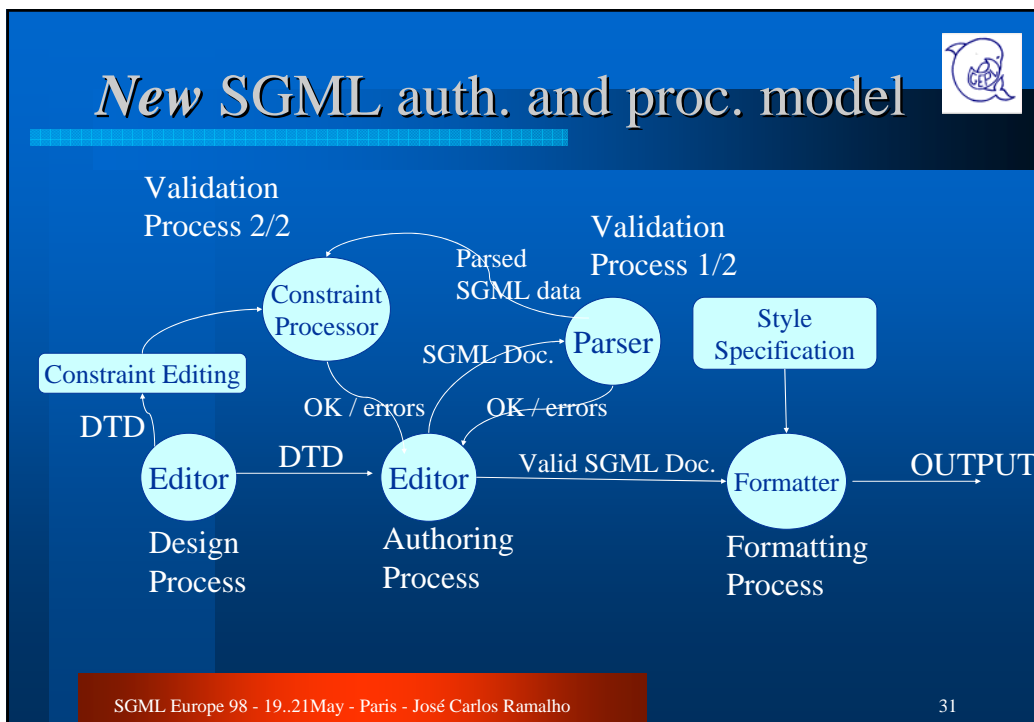 New SGML auth. and proc. model
Validation
Process 2/2
Validation
Process 1/2
Parsed
SGML data
Constraint
Processor
Style
Specification
Parser
SGML Doc.
Constraint Editing
OK / errors
OK / errors
DTD
DTD
Valid SGML Doc.
OUTPUT
Editor
Editor
Formatter
Design
Process
Authoring
Process
Formatting
Process
SGML Europe 98 - 19..21May - Paris - José Carlos Ramalho
31